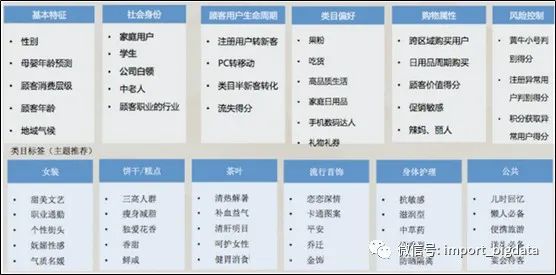 基本特征
性别
母婴年龄预测
顾客消费层级
顾客年龄
地域气候
社会身份
家庭用户
学生
公司白领
中老人
顾客职业的行业
顾客用户生命周期
注册用户转新客
PC转移动
类目半新客转化
流失得分
类目偏好
果粉
吃货
高品质生活
家庭日用品
手机数码达人
礼物礼券
购物属性
跨区域购买用户
日用品周期购买
顾客价值得分
促销敏感
辣妈、丽人
风险控制
黄牛小号判
别得分
注册异常用
户判别得分
积分获取异
常用户得分
类目标签(主题推荐)
女装
甜美文艺
职业通勤
个性街头
妩媚性感
气质名媛
饼干/糕点
三高人群
瘦身减脂
独爱花香
香甜
鲜咸
茶叶
清热解暑
补血益气
清肝明目
呵护女性
健胃消食
流行首饰
恋恋深情
卡通图案
平安
乔迁
金饰
身体护理
抗敏感
滋润型
中草药
防晒隔离
公共
儿时回忆
懒人必备
便携旅游
宴会特客
微信号: import_bigdata